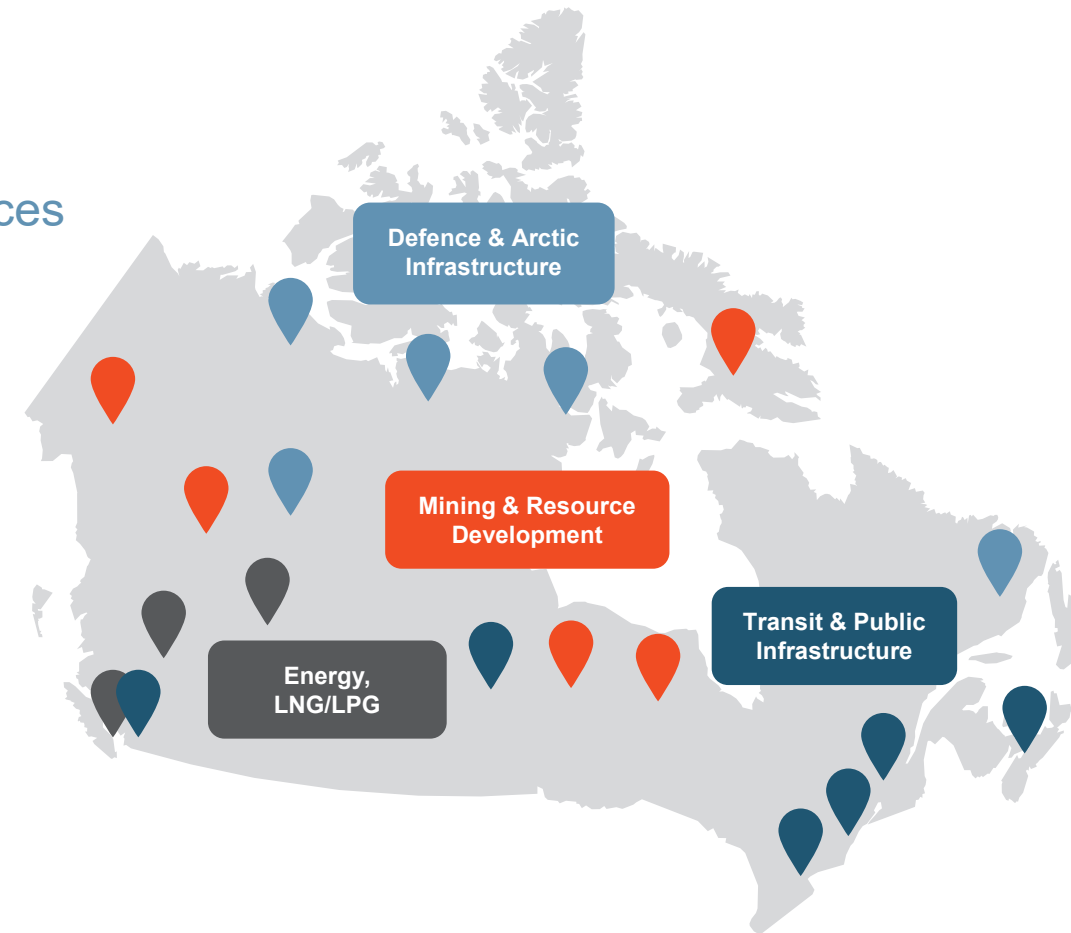 ces
Defence & Arctic
Infrastructure
Mining & Resource
Development
Transit & Public
Infrastructure
Energy,
LNG/LPG